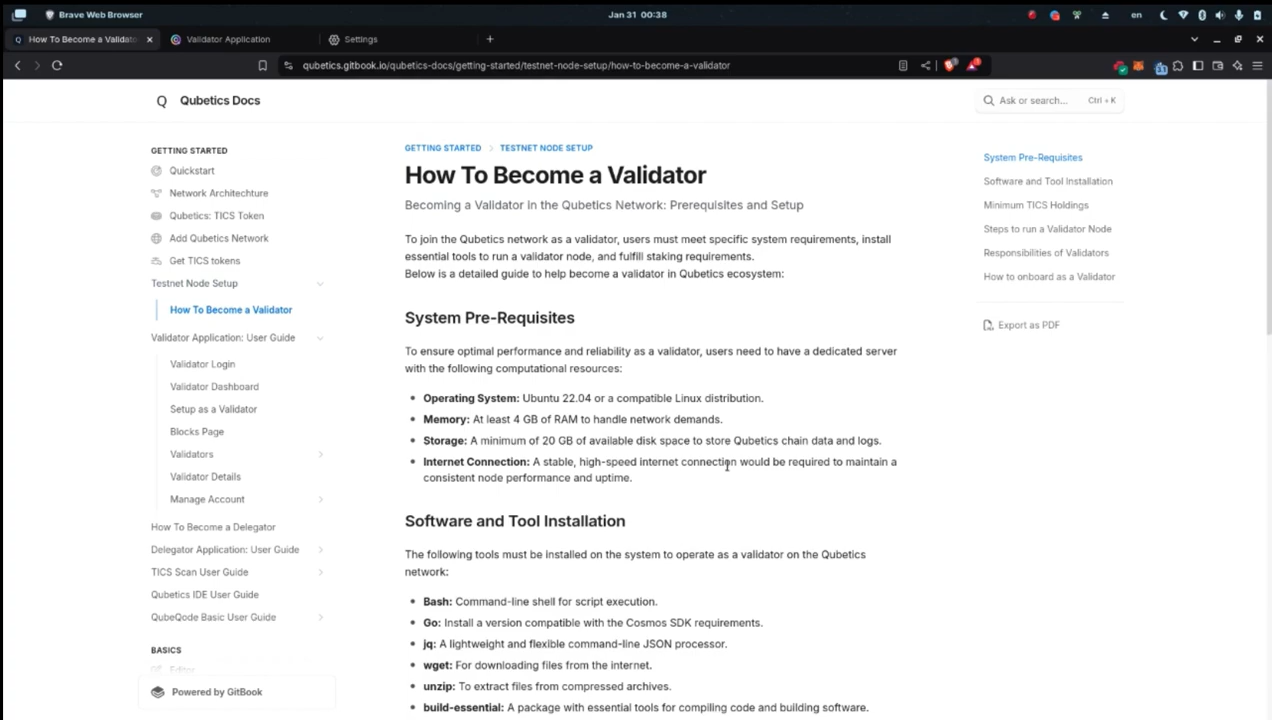 Brave Web Browser
Jan 31 00:38
en
How To Become a Validato
Validator Application
Settings
qubetics.gitbook.io/qubetics-docs/getting-started/testnet-node-setup/how-to-become-a-validator
Q Qubetics Docs
Ask or search... Ctrl + K
GETTING STARTED
Quickstart
Network Architechture
Qubetics: TICS Token
Add Qubetics Network
Get TICS tokens
Testnet Node Setup
How To Become a Validator
Validator Application: User Guide
Validator Login
Validator Dashboard
Setup as a Validator
Blocks Page
Validators
Validator Details
Manage Account
How To Become a Delegator
Delegator Application: User Guide
TICS Scan User Guide
Qubetics IDE User Guide
QubeQode Basic User Guide
BASICS
Editor
Powered by GitBook
GETTING STARTED > TESTNET NODE SETUP
How To Become a Validator
Becoming a Validator in the Qubetics Network: Prerequisites and Setup
To join the Qubetics network as a validator, users must meet specific system requirements, install
essential tools to run a validator node, and fulfill staking requirements.
Below is a detailed guide to help become a validator in Qubetics ecosystem:
System Pre-Requisites
To ensure optimal performance and reliability as a validator, users need to have a dedicated server
with the following computational resources:
• Operating System: Ubuntu 22.04 or a compatible Linux distribution.
• Memory: At least 4 GB of RAM to handle network demands.
• Storage: A minimum of 20 GB of available disk space to store Qubetics chain data and logs.
• Internet Connection: A stable, high-speed internet connection would be required to maintain a
consistent node performance and uptime.
Software and Tool Installation
The following tools must be installed on the system to operate as a validator on the Qubetics
network:
• Bash: Command-line shell for script execution.
• Go: Install a version compatible with the Cosmos SDK requirements.
• jq: A lightweight and flexible command-line JSON processor.
• wget: For downloading files from the internet.
• unzip: To extract files from compressed archives.
• build-essential: A package with essential tools for compiling code and building software.
System Pre-Requisites
Software and Tool Installation
Minimum TICS Holdings
Steps to run a Validator Node
Responsibilities of Validators
How to onboard as a Validator
Export as PDF